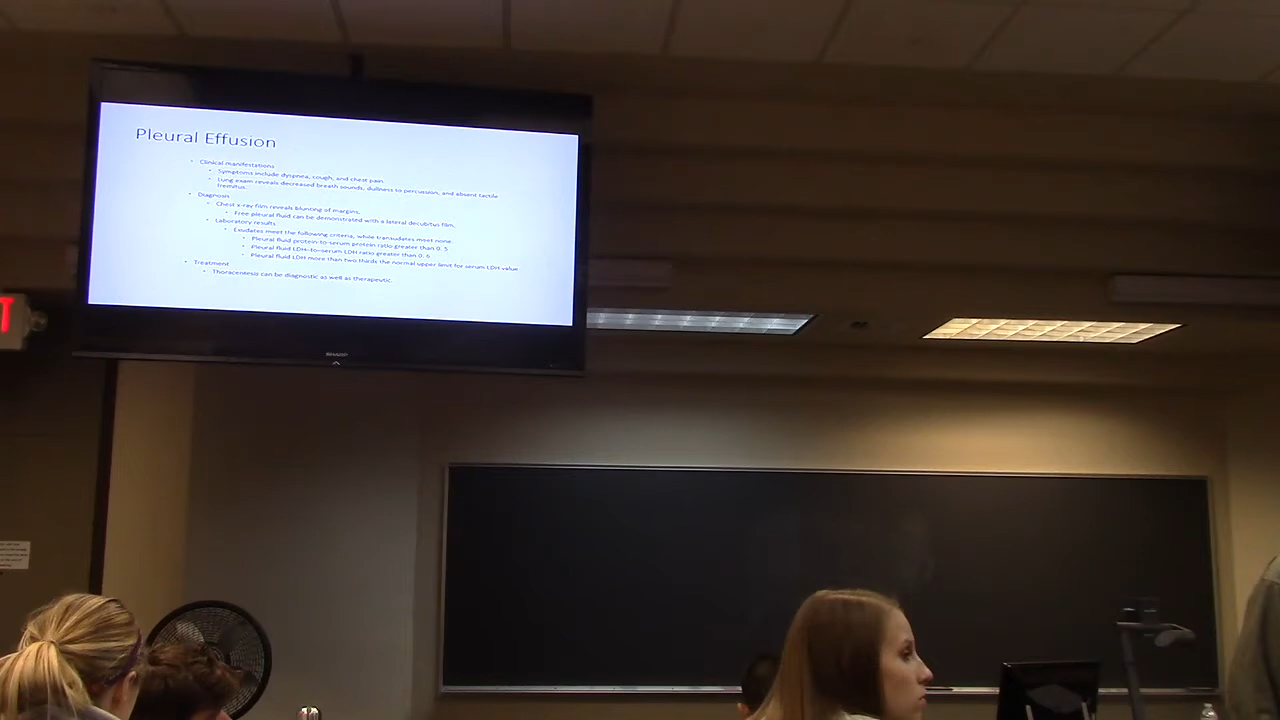 Pleural Effusion
• Clinical manifestations
• Symptoms include dyspnea, cough, and chest pain.
• Lung exam reveals decreased breath sounds, dullness to percussion, and absent tactile
fremitus.
• Diagnosis
• Chest x-ray film reveals blunting of margins.
• Free pleural fluid can be demonstrated with a lateral decubitus film.
• Laboratory results
• Exudates meet the following criteria, while transudates meet none.
• Pleural fluid protein-to-serum protein ratio greater than 0.5
• Pleural fluid LDH-to-serum LDH ratio greater than 0.6
• Pleural fluid LDH more than two thirds the normal upper limit for serum LDH value
• Treatment
• Thoracentesis can be diagnostic as well as therapeutic.
SHARP
T